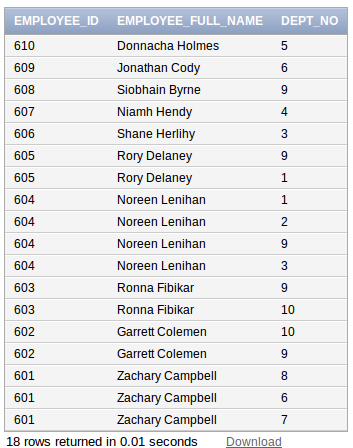 EMPLOYEE_ID EMPLOYEE_FULL_NAME DEPT_NO
610 Donnacha Holmes 5
609 Jonathan Cody 6
608 Siobhain Byrne 9
607 Niamh Hendy 4
606 Shane Herlihy 3
605 Rory Delaney 9
605 Rory Delaney 1
604 Noreen Lenihan 1
604 Noreen Lenihan 2
604 Noreen Lenihan 9
604 Noreen Lenihan 3
603 Ronna Fibikar 9
603 Ronna Fibikar 10
602 Garrett Colemen 10
602 Garrett Colemen 9
601 Zachary Campbell 8
601 Zachary Campbell 6
601 Zachary Campbell 7
18 rows returned in 0.01 seconds Download